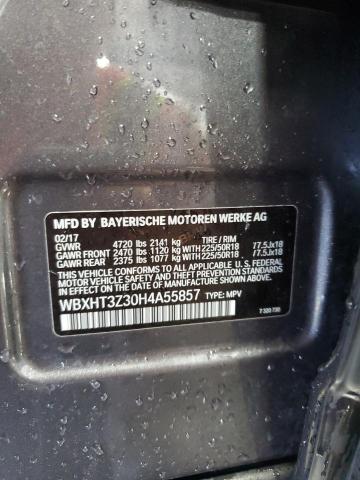 MFD BY BAYERISCHE MOTOREN WERKE AG
02/17
GVWR 4720 lbs 2141 kg TIRE / RIM
GAWR FRONT 2470 lbs 1120 kg WITH 225/50R18 /7.5Jx18
GAWR REAR 2375 lbs 1077 kg WITH 225/50R18 /7.5Jx18
THIS VEHICLE CONFORMS TO ALL APPLICABLE U.S. FEDERAL
MOTOR VEHICLE SAFETY, BUMPER, AND THEFT PREVENTION
STANDARDS IN EFFECT ON THE DATE OF MANUFACTURE SHOWN ABOVE.
WBXHT3Z30H4A55857 TYPE: MPV